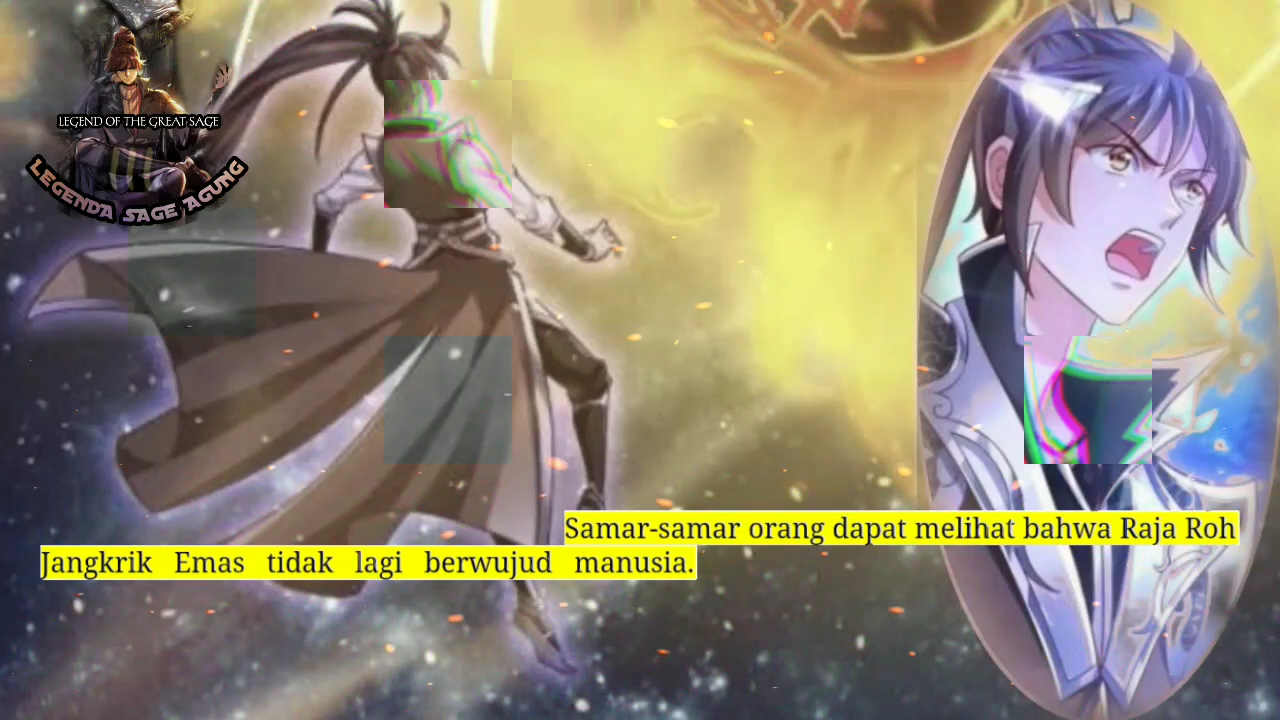 LEGEND OF THE GREAT SAGE
LEGENDA SAGE AGUNG
Samar-samar orang dapat melihat bahwa Raja Roh
Jangkrik Emas tidak lagi berwujud manusia.